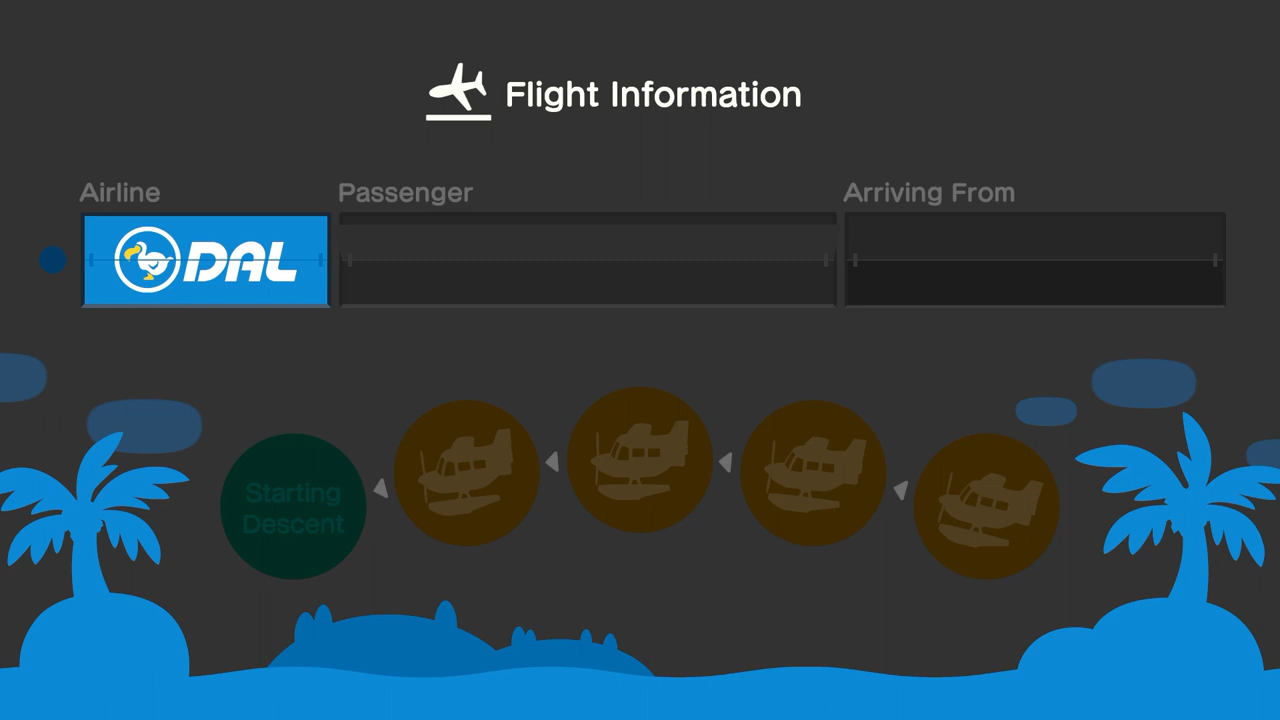 Flight Information
Airline
Passenger
Arriving From
DAL
Starting
Descent